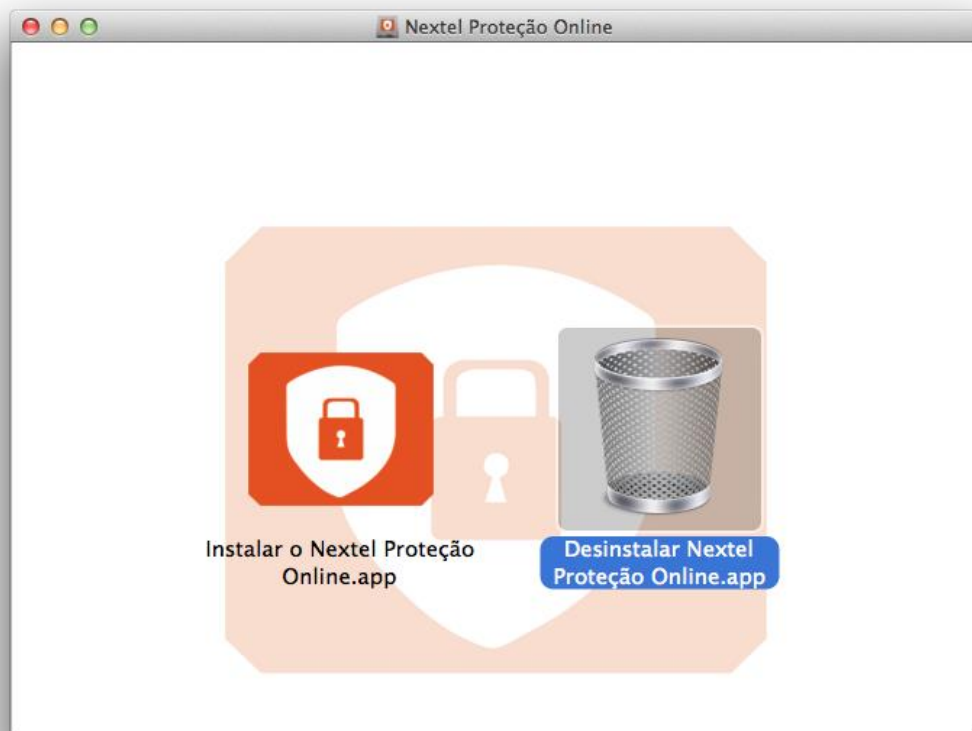 Nextel Proteção Online
Instalar o Nextel Proteção
Online.app
Desinstalar Nextel
Proteção Online.app